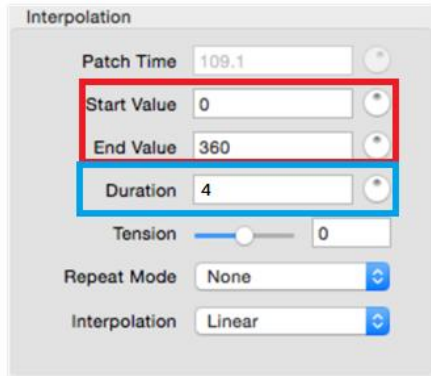 Interpolation
Patch Time 109.1
Start Value 0
End Value 360
Duration 4
Tension 0
Repeat Mode None
Interpolation Linear